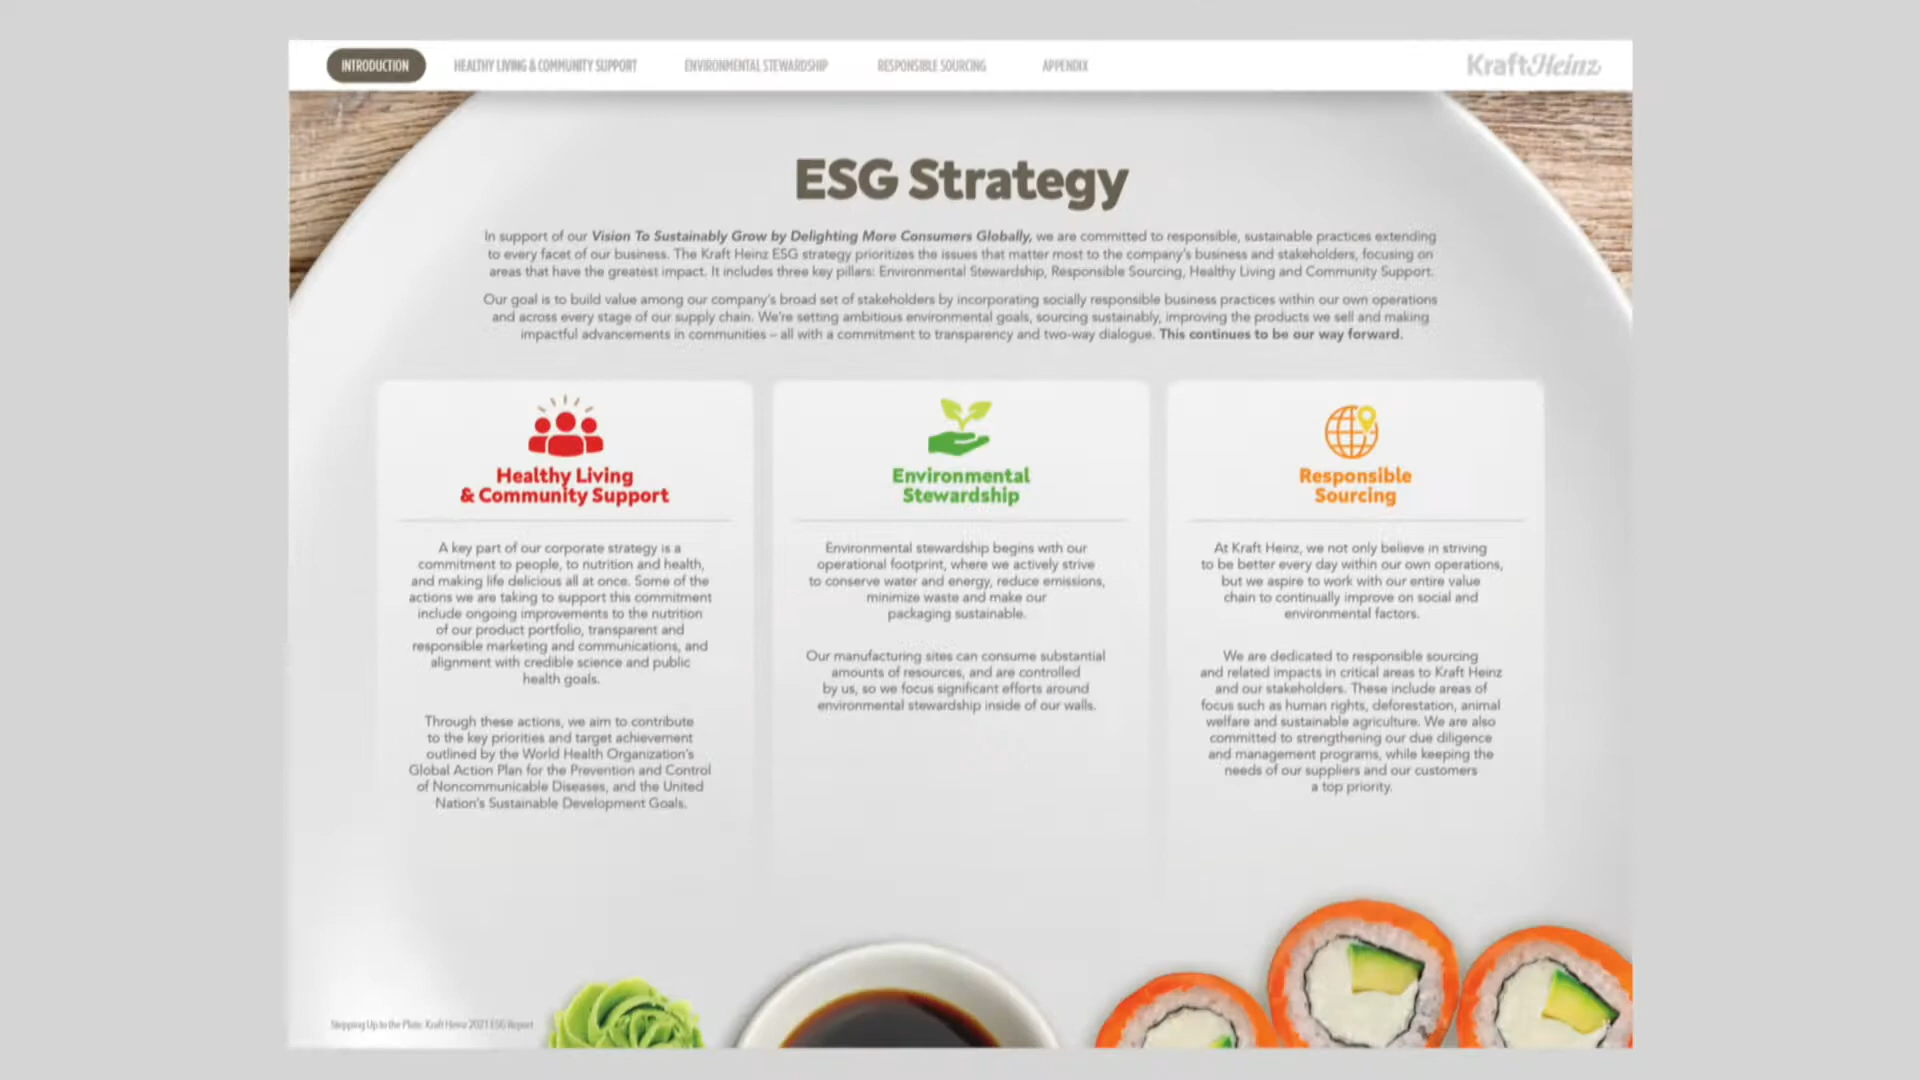 INTRODUCTION
HEALTHY LIVING & COMMUNITY SUPPORT
ENVIRONMENTAL STEWARDSHIP
RESPONSIBLE SOURCING
APPENDIX
KraftHeinz
ESG Strategy
In support of our Vision To Sustainably Grow by Delighting More Consumers Globally, we are committed to responsible, sustainable practices extending
to every facet of our business. The Kraft Heinz ESG strategy prioritizes the issues that matter most to the company's business and stakeholders, focusing on
areas that have the greatest impact. It includes three key pillars: Environmental Stewardship, Responsible Sourcing, Healthy Living and Community Support.
Our goal is to build value among our company's broad set of stakeholders by incorporating socially responsible business practices within our own operations
and across every stage of our supply chain. We're setting ambitious environmental goals, sourcing sustainably, improving the products we sell and making
impactful advancements in communities – all with a commitment to transparency and two-way dialogue. This continues to be our way forward.
Healthy Living
& Community Support
A key part of our corporate strategy is a
commitment to people, to nutrition and health,
and making life delicious all at once. Some of the
actions we are taking to support this commitment
include ongoing improvements to the nutrition
of our product portfolio, transparent and
responsible marketing and communications, and
alignment with credible science and public
health goals.
Through these actions, we aim to contribute
to the key priorities and target achievement
outlined by the World Health Organization's
Global Action Plan for the Prevention and Control
of Noncommunicable Diseases, and the United
Nation's Sustainable Development Goals.
Environmental
Stewardship
Environmental stewardship begins with our
operational footprint, where we actively strive
to conserve water and energy, reduce emissions,
minimize waste and make our
packaging sustainable.
Our manufacturing sites can consume substantial
amounts of resources, and are controlled
by us, so we focus significant efforts around
environmental stewardship inside of our walls.
Responsible
Sourcing
At Kraft Heinz, we not only believe in striving
to be better every day within our own operations,
but we aspire to work with our entire value
chain to continually improve on social and
environmental factors.
We are dedicated to responsible sourcing
and related impacts in critical areas to Kraft Heinz
and our stakeholders. These include areas of
focus such as human rights, deforestation, animal
welfare and sustainable agriculture. We are also
committed to strengthening our due diligence
and management programs, while keeping the
needs of our suppliers and our customers
a top priority.
Stepping Up to the Plate: Kraft Heinz 2021 ESG Report